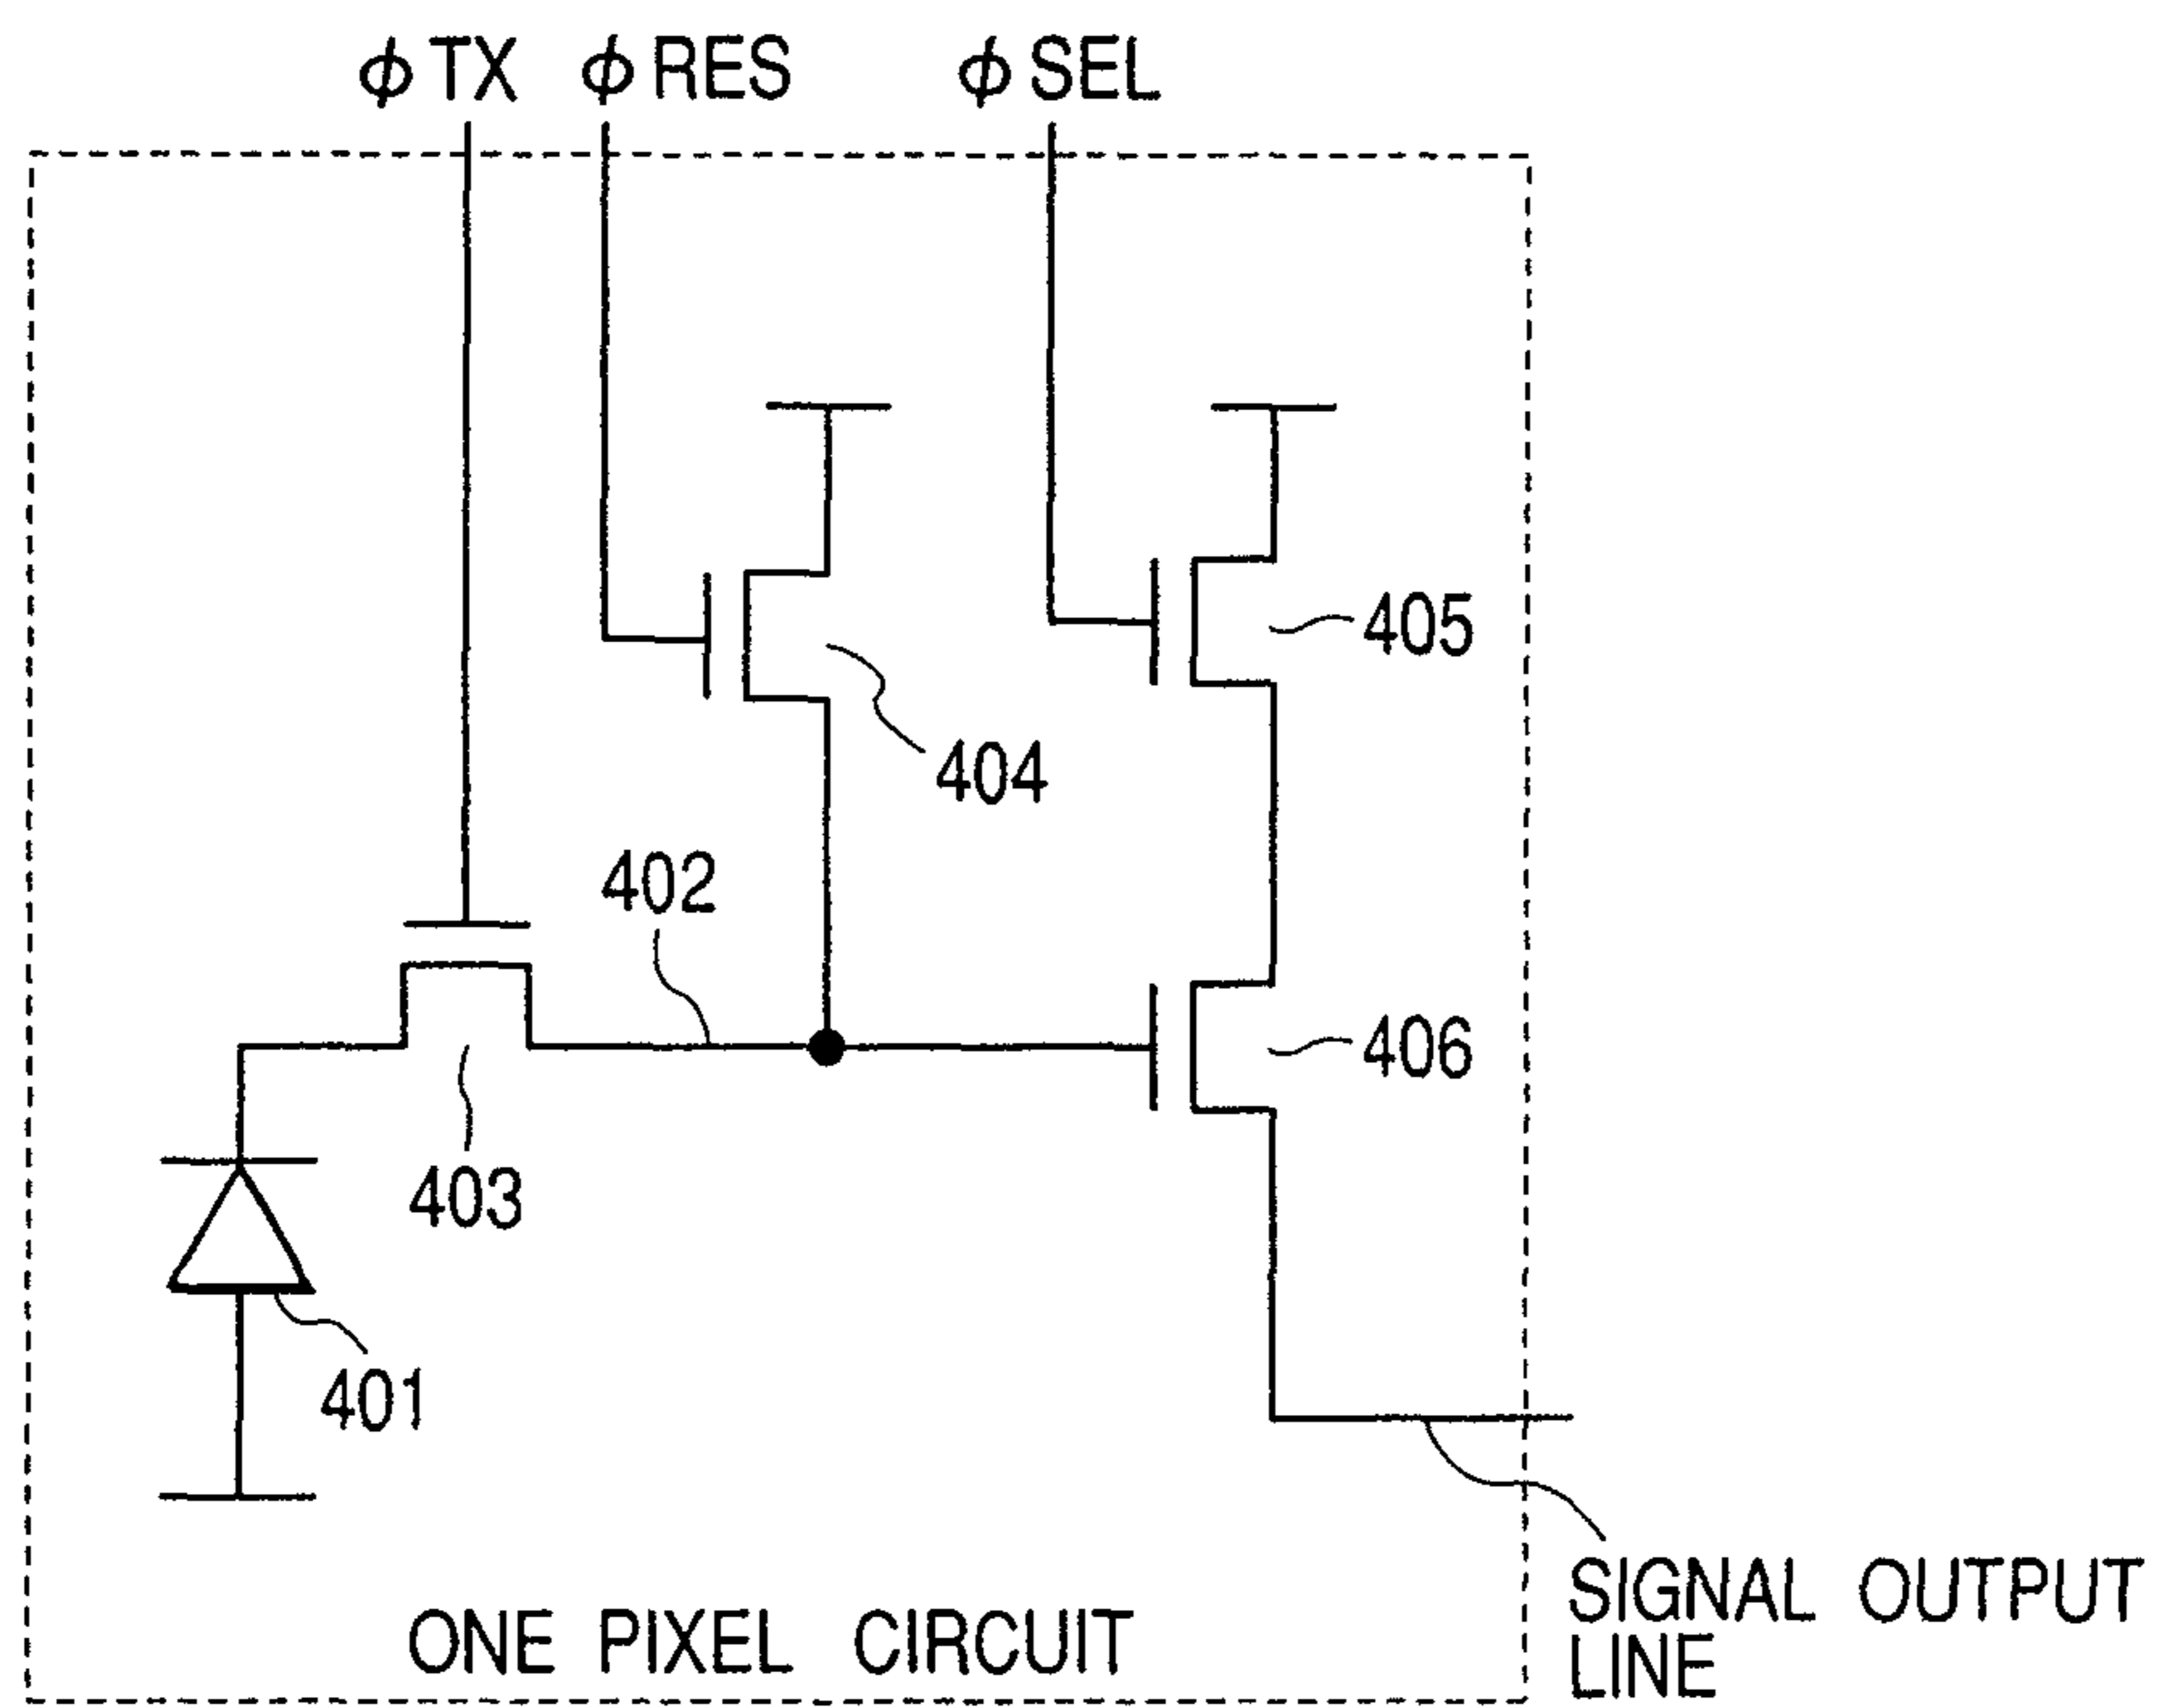 ϕTX
ϕRES
ϕSEL
405
404
402
406
403
401
SIGNAL OUTPUT
LINE
ONE PIXEL CIRCUIT